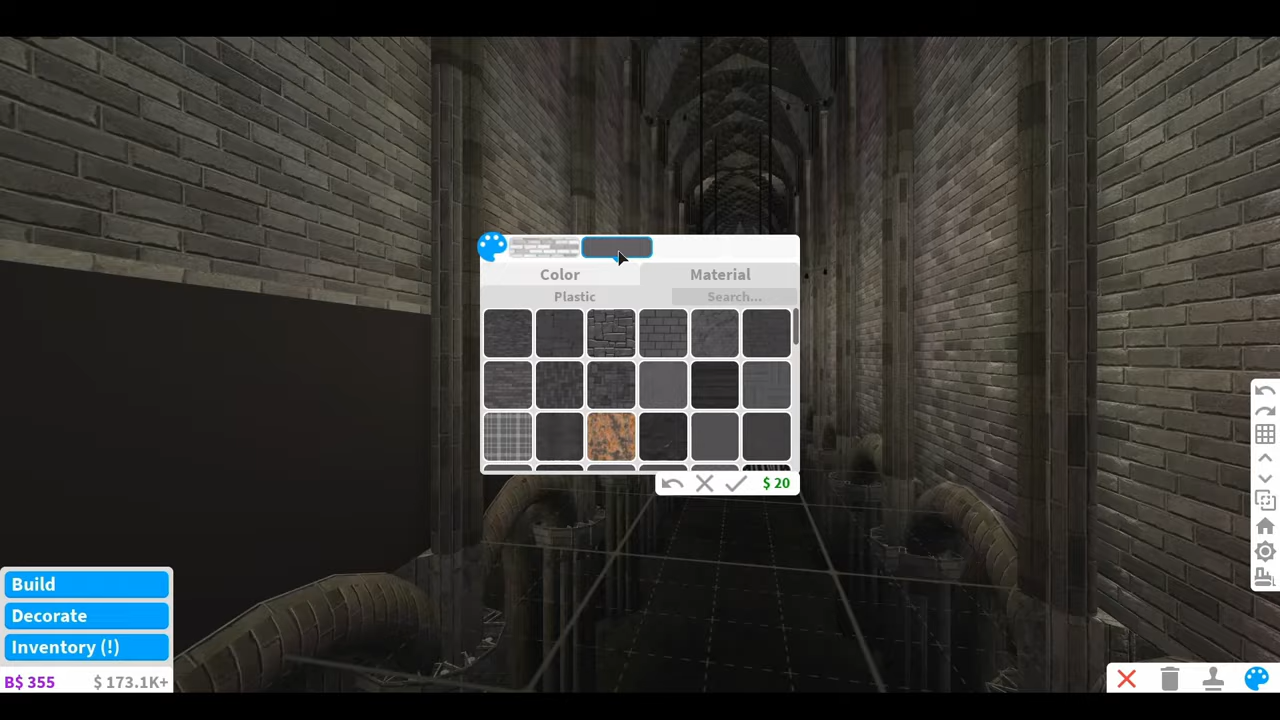 Color
Material
Plastic
Search...
$ 20
Build
Decorate
Inventory (!)
B$ 355
$ 173.1K+